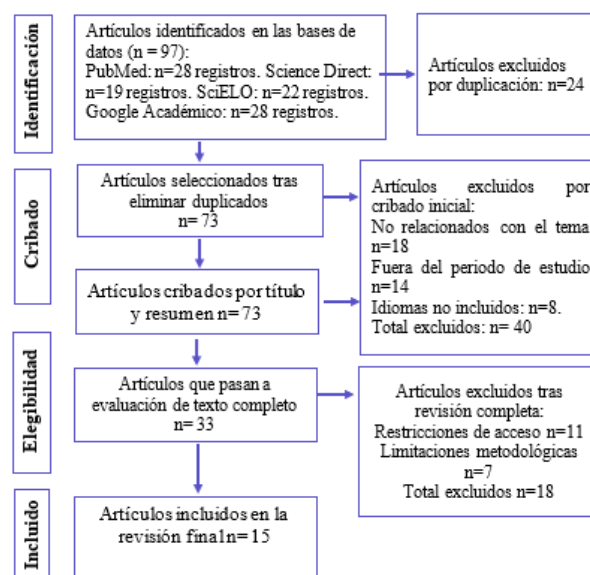 Identificación
Artículos identificados en las bases de
datos (n = 97):
PubMed: n=28 registros. Science Direct:
n=19 registros. SciELO: n=22 registros.
Google Académico: n=28 registros.
Artículos excluidos
por duplicación: n=24
Cribado
Artículos seleccionados tras
eliminar duplicados
n= 73
Artículos excluidos por
cribado inicial:
No relacionados con el tema
n=18
Fuera del periodo de estudio
n=14
Idiomas no incluidos: n=8.
Total excluidos: n= 40
Artículos cribados por título
y resumen n= 73
Elegibilidad
Artículos que pasan a
evaluación de texto completo
n= 33
Artículos excluidos tras
revisión completa:
Restricciones de acceso n=11
Limitaciones metodológicas
n=7
Total excluidos n=18
Incluido
Artículos incluidos en la
revisión final n= 15